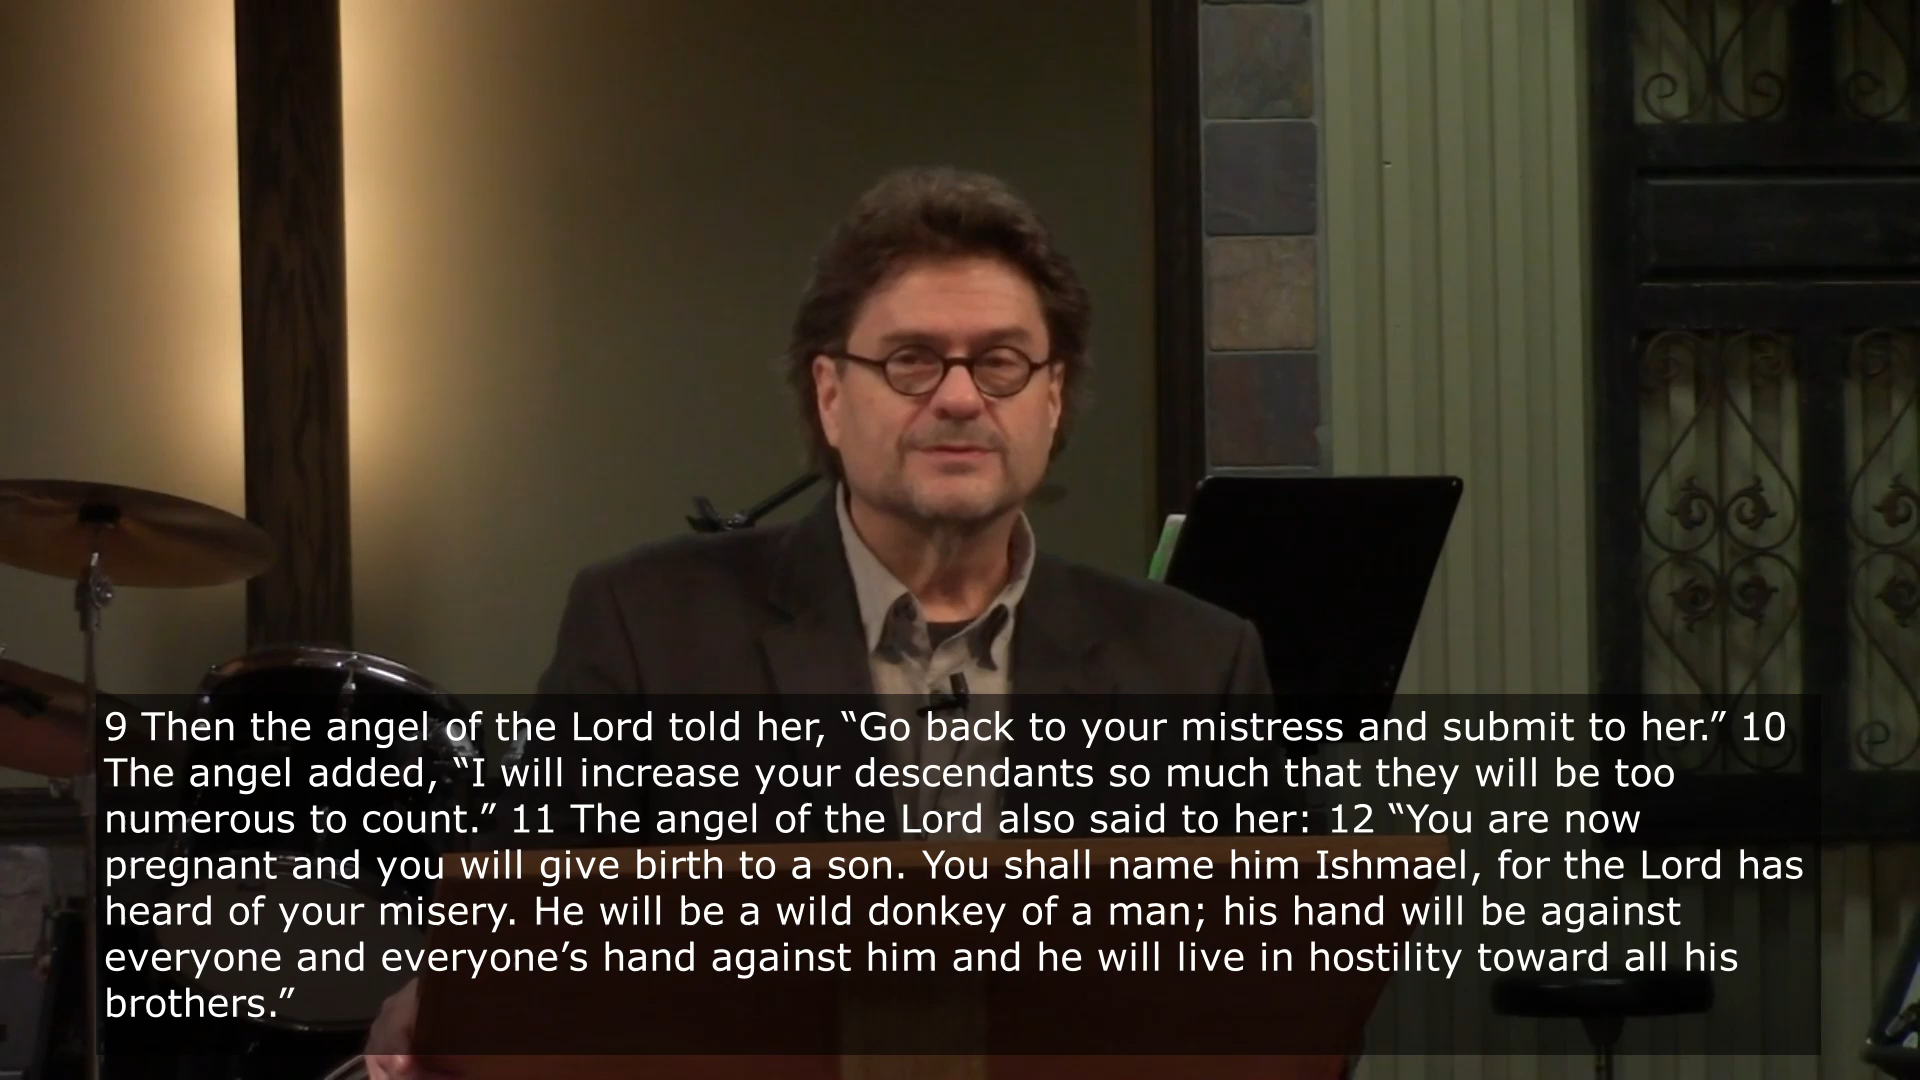 9 Then the angel of the Lord told her, “Go back to your mistress and submit to her.” 10
The angel added, “I will increase your descendants so much that they will be too
numerous to count.” 11 The angel of the Lord also said to her: 12 “You are now
pregnant and you will give birth to a son. You shall name him Ishmael, for the Lord has
heard of your misery. He will be a wild donkey of a man; his hand will be against
everyone and everyone’s hand against him and he will live in hostility toward all his
brothers.”